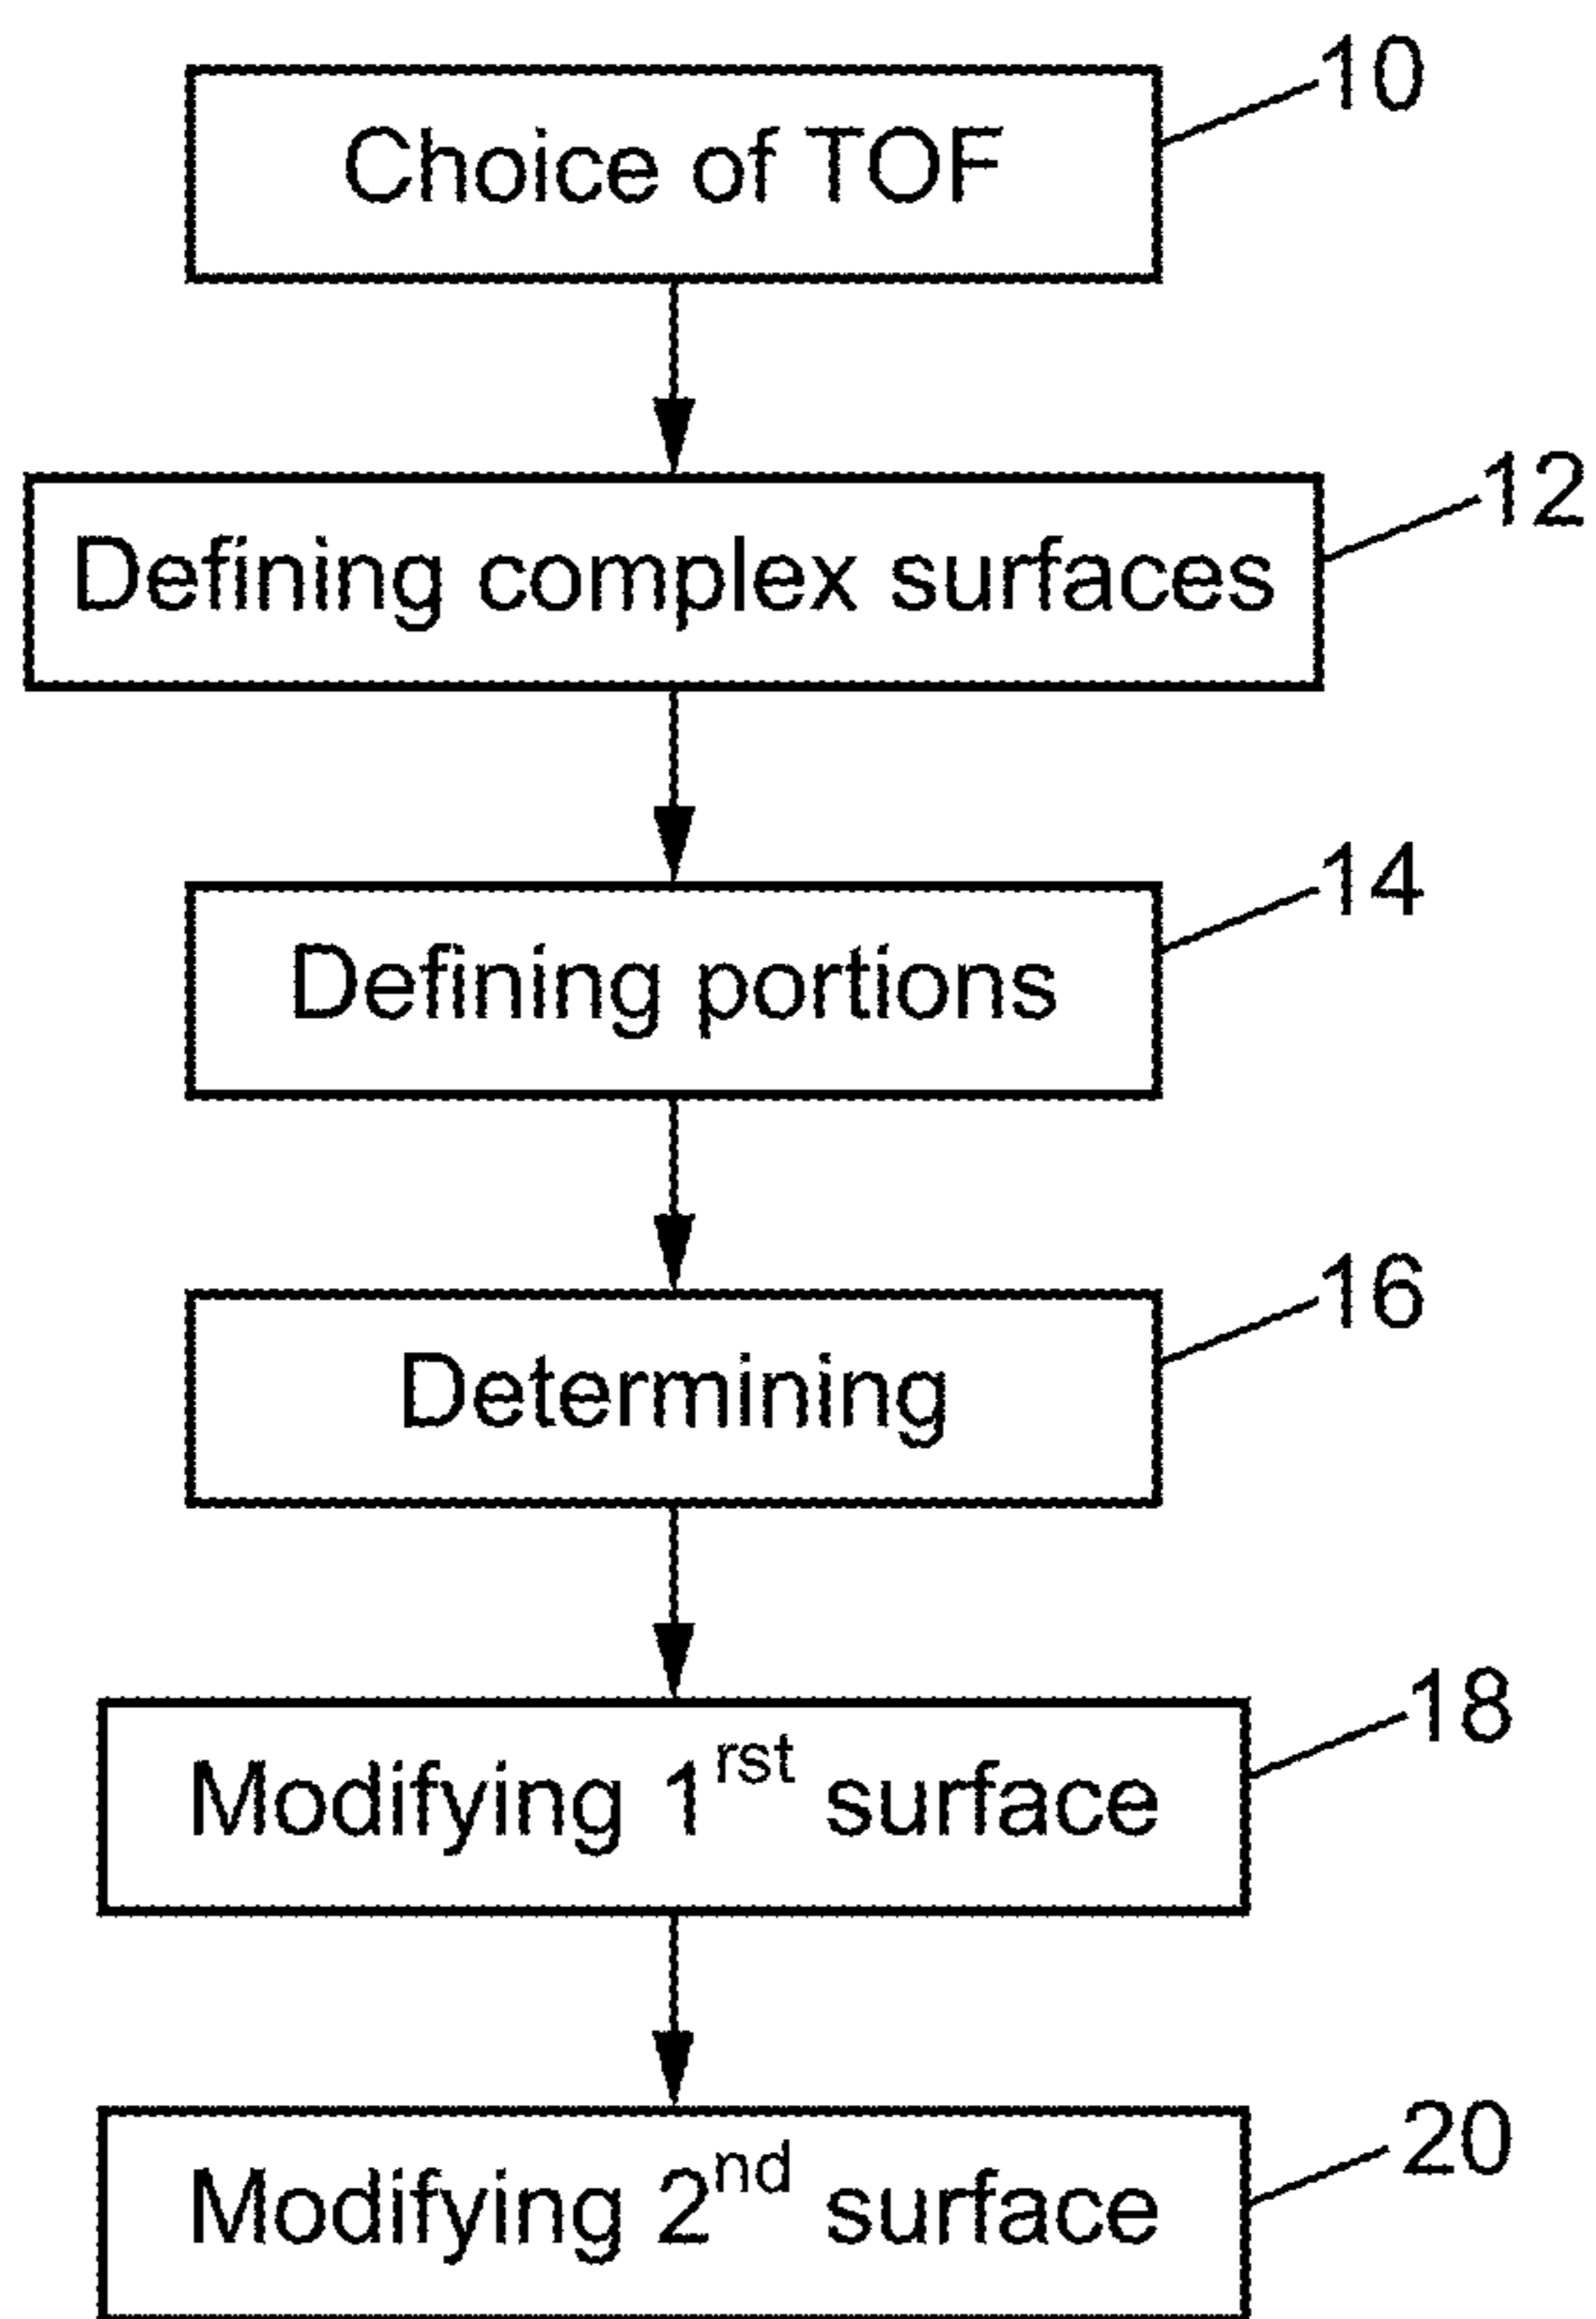 10
Choice of TOF
12
Defining complex surfaces
14
Defining portions
16
Determining
18
Modifying 1rst surface
20
Modifying 2nd surface